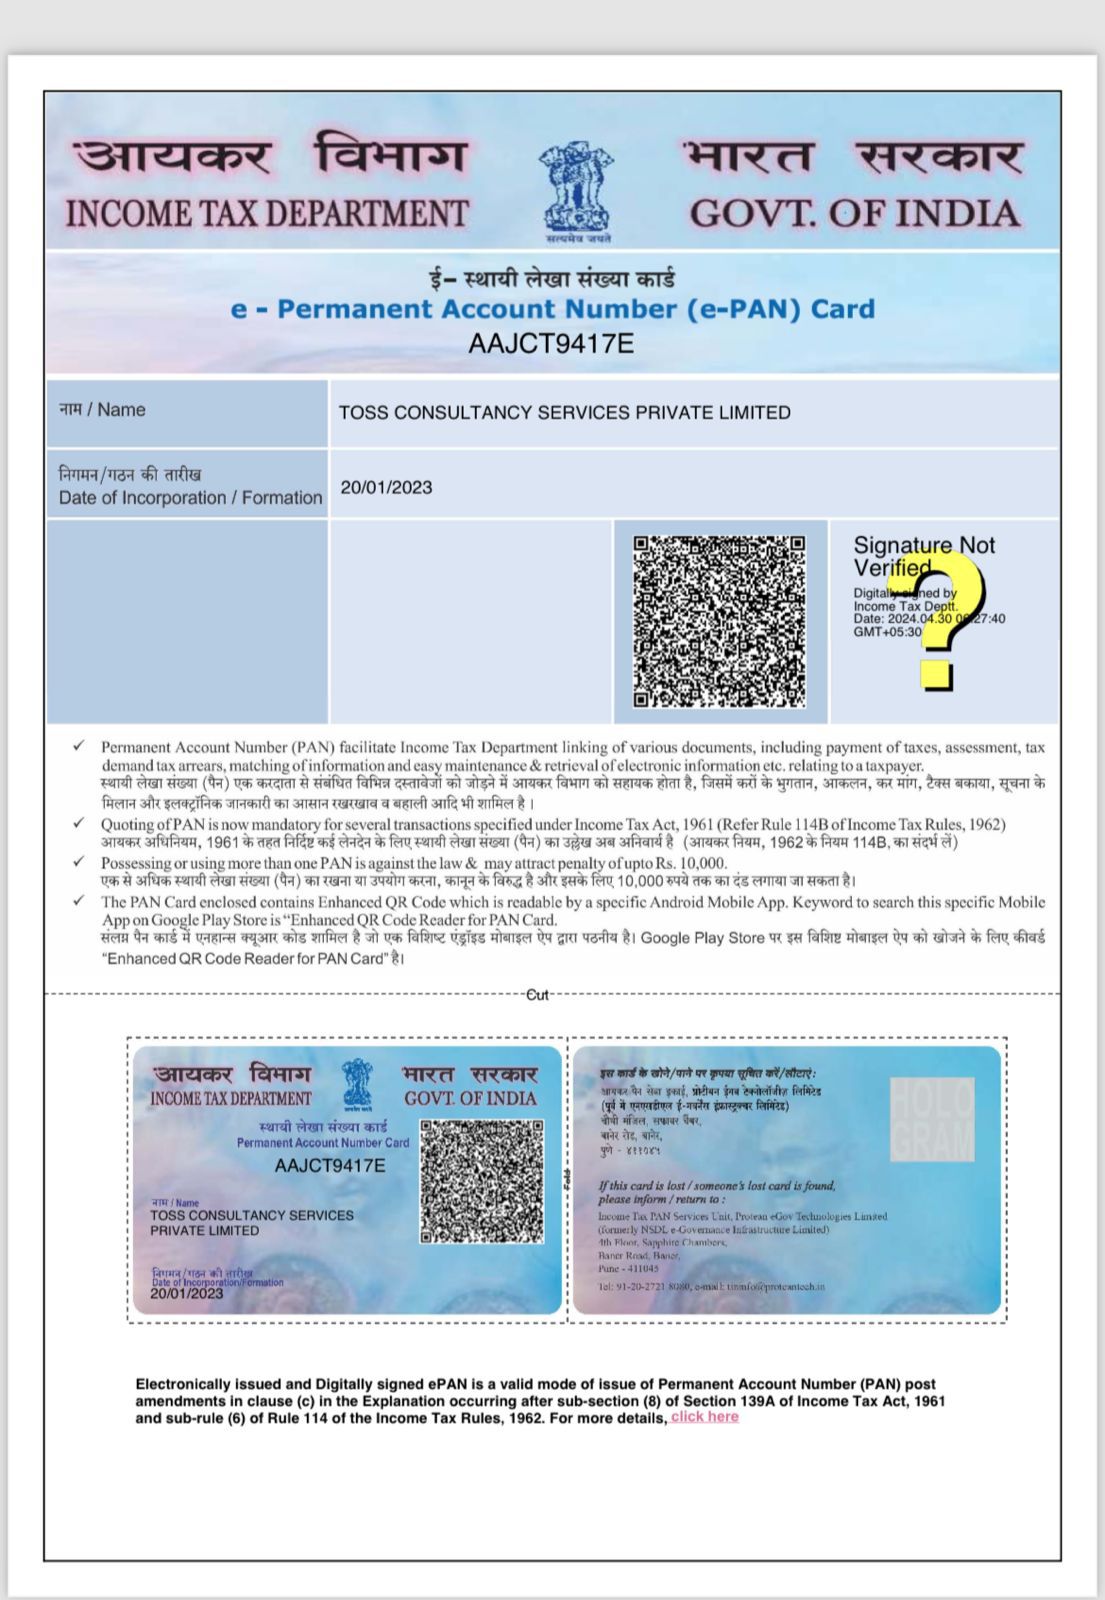 आयकर विभाग
INCOME TAX DEPARTMENT
सत्यमेव जयते
भारत सरकार
GOVT. OF INDIA
ई- स्थायी लेखा संख्या कार्ड
e - Permanent Account Number (e-PAN) Card
AAJCT9417E
नाम / Name
TOSS CONSULTANCY SERVICES PRIVATE LIMITED
निगमन/गठन की तारीख
Date of Incorporation / Formation
20/01/2023
Signature Not
Verified
Digitally signed by
Income Tax Deptt.
Date: 2024.04.30 06:27:40
GMT+05:30
✓ Permanent Account Number (PAN) facilitate Income Tax Department linking of various documents, including payment of taxes, assessment, tax
demand tax arrears, matching of information and easy maintenance & retrieval of electronic information etc. relating to a taxpayer.
स्थायी लेखा संख्या (पैन) एक करदाता से संबंधित विभिन्न दस्तावेजों को जोड़ने में आयकर विभाग को सहायक होता है, जिसमें करों के भुगतान, आकलन, कर मांग, टैक्स बकाया, सूचना के
मिलान और इलक्ट्रॉनिक जानकारी का आसान रखरखाव व बहाली आदि भी शामिल है ।
✓ Quoting of PAN is now mandatory for several transactions specified under Income Tax Act, 1961 (Refer Rule 114B of Income Tax Rules, 1962)
आयकर अधिनियम, 1961 के तहत निर्दिष्ट कई लेनदेन के लिए स्थायी लेखा संख्या (पैन) का उल्लेख अब अनिवार्य है (आयकर नियम, 1962 के नियम 114B, का संदर्भ लें)
✓ Possessing or using more than one PAN is against the law & may attract penalty of upto Rs. 10,000.
एक से अधिक स्थायी लेखा संख्या (पैन) का रखना या उपयोग करना, कानून के विरुद्ध है और इसके लिए 10,000 रुपये तक का दंड लगाया जा सकता है।
✓ The PAN Card enclosed contains Enhanced QR Code which is readable by a specific Android Mobile App. Keyword to search this specific Mobile
App on Google Play Store is "Enhanced QR Code Reader for PAN Card.
संलग्न पैन कार्ड में एनहान्स क्यूआर कोड शामिल है जो एक विशिष्ट एंड्रॉइड मोबाइल ऐप द्वारा पठनीय है। Google Play Store पर इस विशिष्ट मोबाइल ऐप को खोजने के लिए कीवर्ड
"Enhanced QR Code Reader for PAN Card" है।
Cut
आयकर विभाग
INCOME TAX DEPARTMENT
भारत सरकार
GOVT. OF INDIA
स्थायी लेखा संख्या कार्ड
Permanent Account Number Card
AAJCT9417E
नाम / Name
TOSS CONSULTANCY SERVICES
PRIVATE LIMITED
निगमन/गठन की तारीख
Date of Incorporation/Formation
20/01/2023
Fold
इस कार्ड के खोने/पाने पर कृपया सूचित करें/लौटाएं:
आयकर पैन सेवा इकाई, प्रोटीयन ईगव टेक्नोलॉजीज़ लिमिटेड
(पूर्व में एनएसडीएल ई-गवर्नेंस इंफ्रास्ट्रक्चर लिमिटेड)
चौथी मंजिल, सफायर चैंबर,
बानेर रोड, बानेर,
पुणे - ४११०४५
HOLO
GRAM
If this card is lost / someone's lost card is found,
please inform / return to :
Income Tax PAN Services Unit, Protean eGov Technologies Limited
(formerly NSDL e-Governance Infrastructure Limited)
4th Floor, Sapphire Chambers,
Baner Road, Baner,
Pune - 411045
Tel: 91-20-2721 8080, e-mail: tininfo@proteantech.in
Electronically issued and Digitally signed ePAN is a valid mode of issue of Permanent Account Number (PAN) post
amendments in clause (c) in the Explanation occurring after sub-section (8) of Section 139A of Income Tax Act, 1961
and sub-rule (6) of Rule 114 of the Income Tax Rules, 1962. For more details, click here